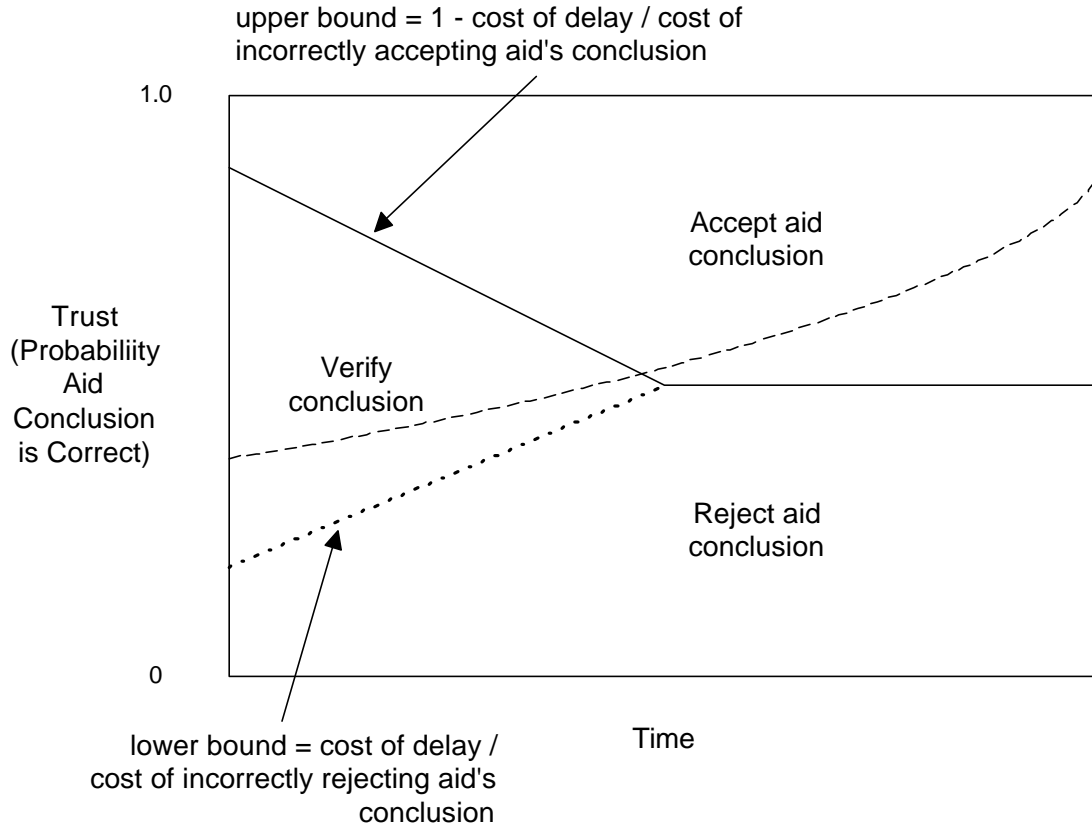 upper bound = 1 - cost of delay / cost of
incorrectly accepting aid's conclusion
1.0
Accept aid
conclusion
Trust
(Probabiliity
Aid
Conclusion
is Correct)
Verify
conclusion
Reject aid
conclusion
0
Time
lower bound = cost of delay /
cost of incorrectly rejecting aid's
conclusion